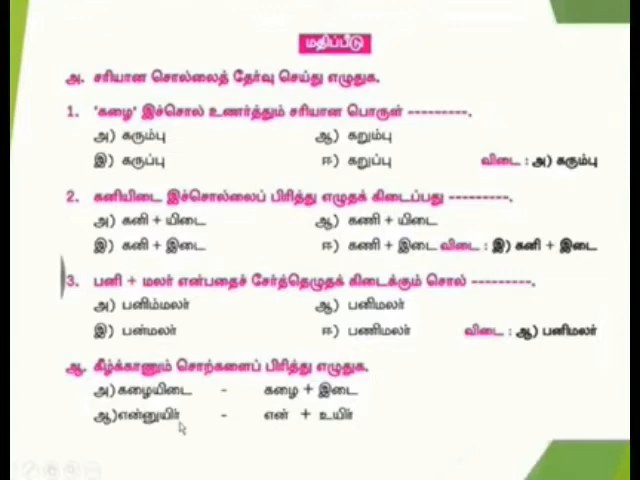 மதிப்பீடு
அ. சரியான சொல்லைத் தேர்வு செய்து எழுதுக.
1. 'கழை' இச்சொல் உணர்த்தும் சரியான பொருள் ---------.
அ) கரும்பு ஆ) கறும்பு
இ) கருப்பு ஈ) கறுப்பு விடை : அ) கரும்பு
2. கனியிடை இச்சொல்லைப் பிரித்து எழுதக் கிடைப்பது ---------.
அ) கனி + யிடை ஆ) கணி + யிடை
இ) கனி + இடை ஈ) கணி + இடை விடை : இ) கனி + இடை
3. பனி + மலர் என்பதைச் சேர்த்தெழுதக் கிடைக்கும் சொல் ---------.
அ) பனிம்மலர் ஆ) பனிமலர்
இ) பன்மலர் ஈ) பணிமலர் விடை : ஆ) பனிமலர்
ஆ. கீழ்க்காணும் சொற்களைப் பிரித்து எழுதுக.
அ)கழையிடை - கழை + இடை
ஆ)என்னுயிர் - என் + உயிர்